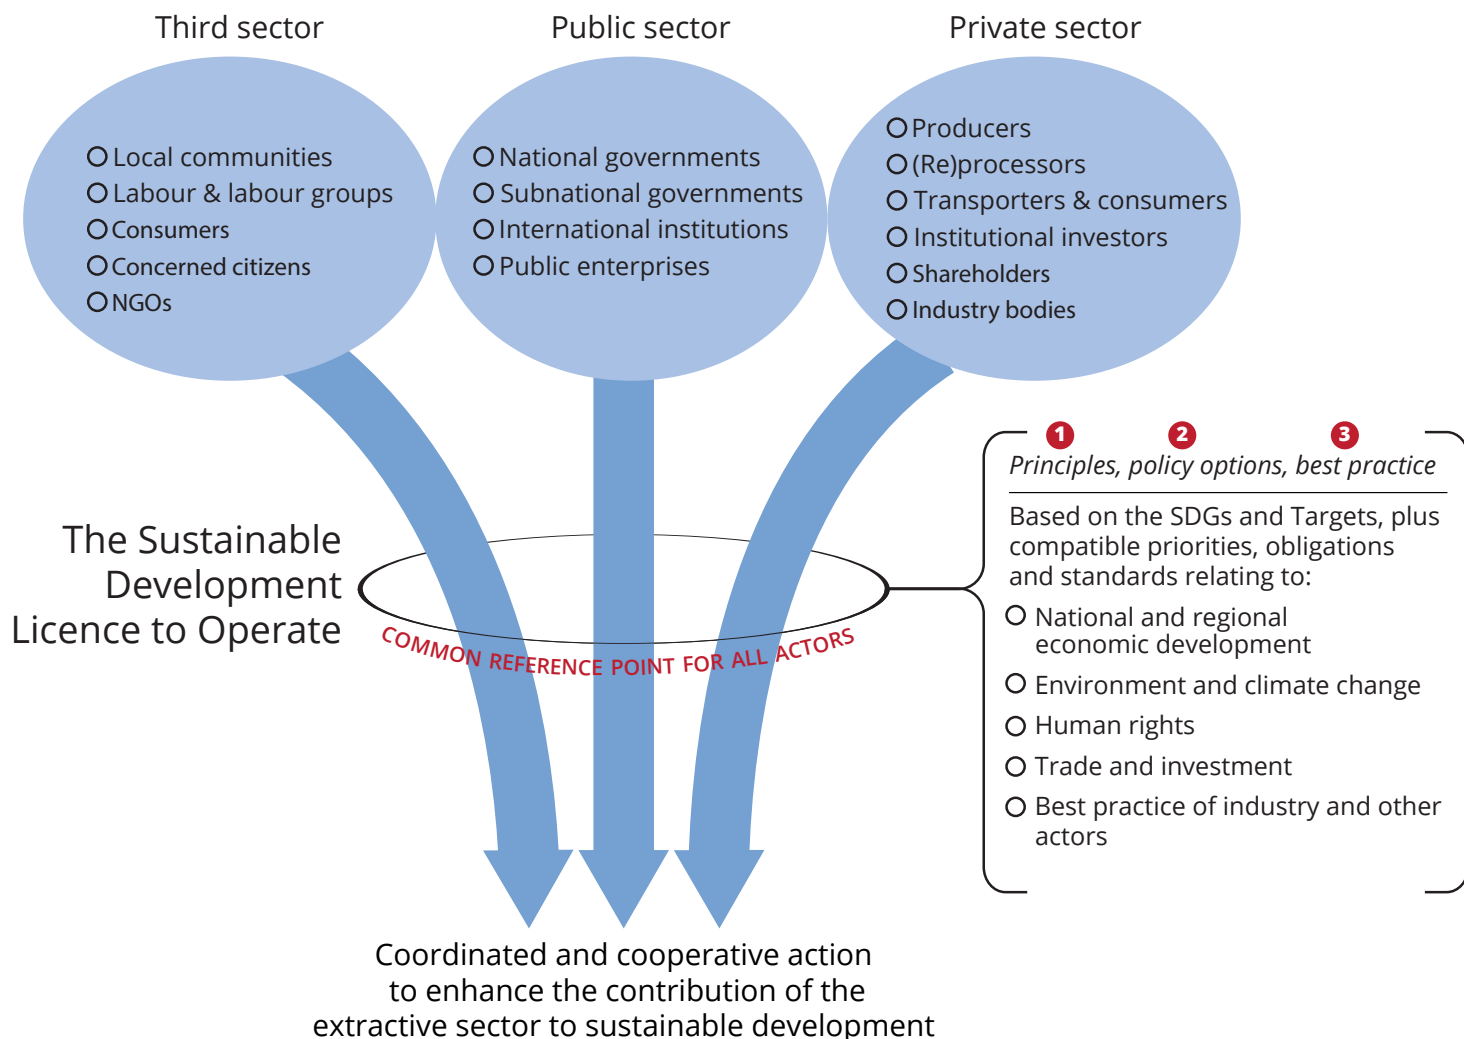 Third sector
Public sector
Private sector
Local communities
Labour & labour groups
Consumers
Concerned citizens
NGOs
National governments
Subnational governments
International institutions
Public enterprises
Producers
(Re)processors
Transporters & consumers
Institutional investors
Shareholders
Industry bodies
The Sustainable
Development
Licence to Operate
COMMON REFERENCE POINT FOR ALL ACTORS
1 2 3
Principles, policy options, best practice
Based on the SDGs and Targets, plus
compatible priorities, obligations
and standards relating to:
National and regional
economic development
Environment and climate change
Human rights
Trade and investment
Best practice of industry and other
actors
Coordinated and cooperative action
to enhance the contribution of the
extractive sector to sustainable development